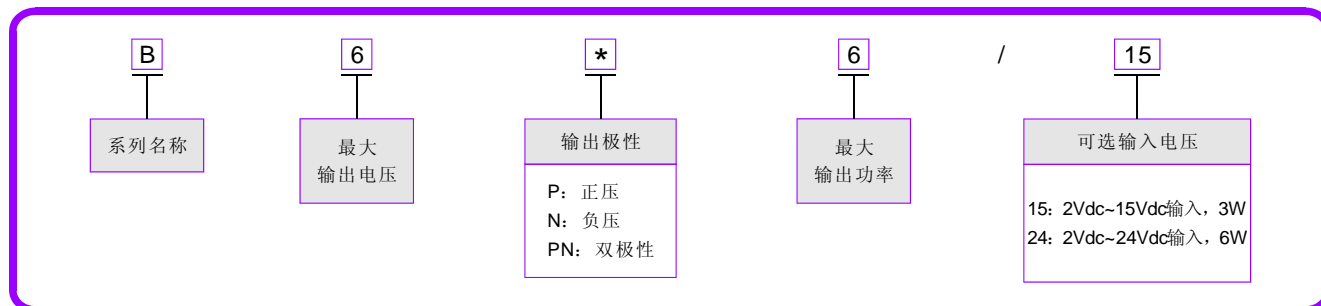 B 6 * 6 / 15
系列名称
最大
输出电压
输出极性
P：正压
N：负压
PN：双极性
最大
输出功率
可选输入电压
15：2Vdc~15Vdc输入，3W
24：2Vdc~24Vdc输入，6W